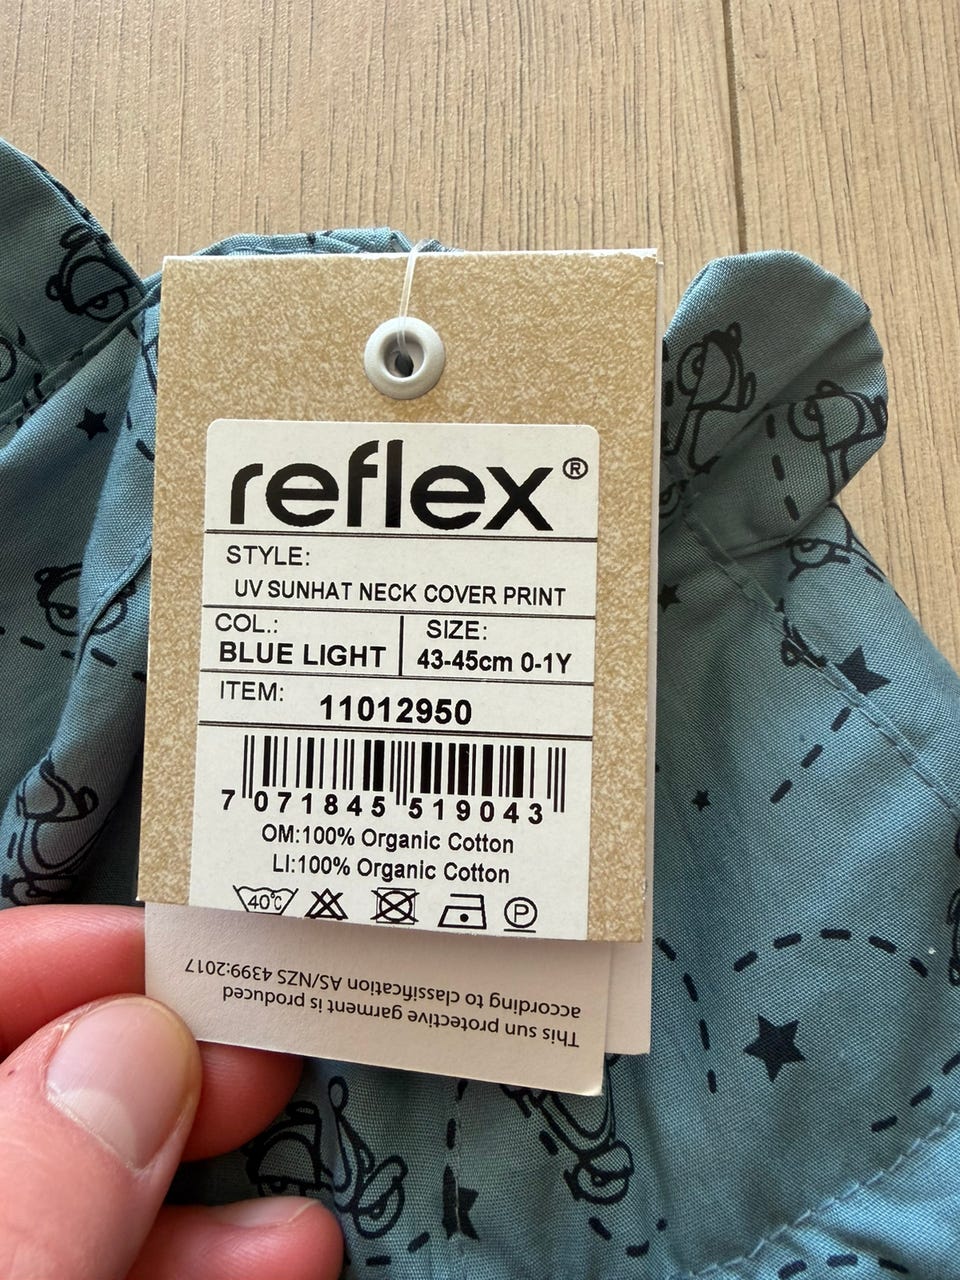 reflex®
STYLE:
UV SUNHAT NECK COVER PRINT
COL.: SIZE:
BLUE LIGHT 43-45cm 0-1Y
ITEM:
11012950
7 071845 519043
OM:100% Organic Cotton
LI:100% Organic Cotton
40°C P
This sun protective garment is produced
according to classification AS/NZS 4399:2017